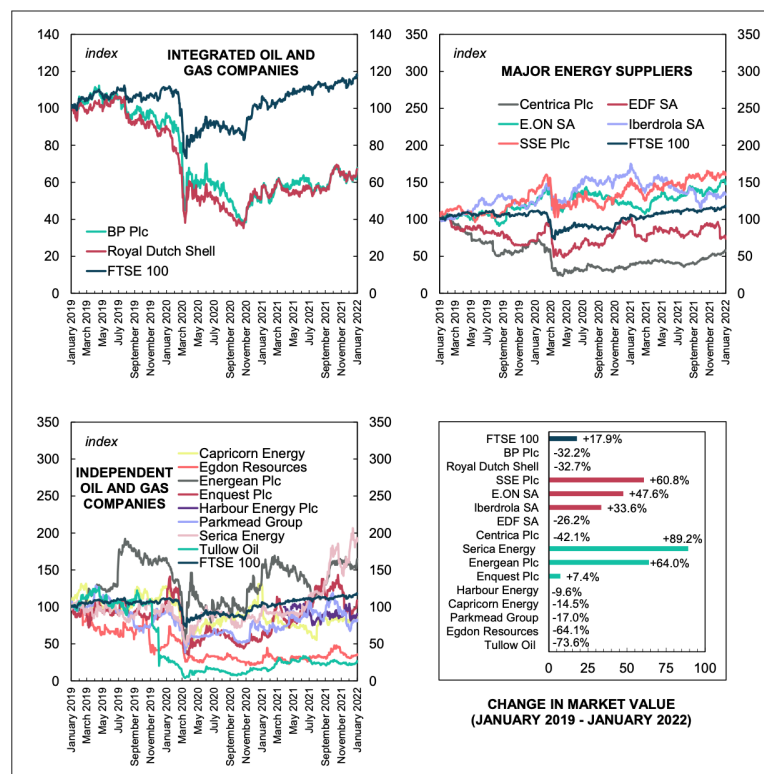 140
120
100
80
60
40
20
0
index
INTEGRATED OIL AND
GAS COMPANIES
BP Plc
Royal Dutch Shell
FTSE 100
140
120
100
80
60
40
20
0
January 2019
March 2019
May 2019
July 2019
September 2019
November 2019
January 2020
March 2020
May 2020
July 2020
September 2020
November 2020
January 2021
March 2021
May 2021
July 2021
September 2021
November 2021
January 2022
350
300
250
200
150
100
50
0
index
MAJOR ENERGY SUPPLIERS
Centrica Plc
EDF SA
E.ON SA
Iberdrola SA
SSE Plc
FTSE 100
350
300
250
200
150
100
50
0
January 2019
March 2019
May 2019
July 2019
September 2019
November 2019
January 2020
March 2020
May 2020
July 2020
September 2020
November 2020
January 2021
March 2021
May 2021
July 2021
September 2021
November 2021
January 2022
350
300
250
200
150
100
50
0
index
INDEPENDENT
OIL AND GAS
COMPANIES
Capricorn Energy
Egdon Resources
Energean Plc
Enquest Plc
Harbour Energy Plc
Parkmead Group
Serica Energy
Tullow Oil
FTSE 100
350
300
250
200
150
100
50
0
January 2019
March 2019
May 2019
July 2019
September 2019
November 2019
January 2020
March 2020
May 2020
July 2020
September 2020
November 2020
January 2021
March 2021
May 2021
July 2021
September 2021
November 2021
January 2022
FTSE 100 +17.9%
BP Plc -32.2%
Royal Dutch Shell -32.7%
SSE Plc +60.8%
E.ON SA +47.6%
Iberdrola SA +33.6%
EDF SA -26.2%
Centrica Plc -42.1%
Serica Energy +89.2%
Energean Plc +64.0%
Enquest Plc +7.4%
Harbour Energy -9.6%
Capricorn Energy -14.5%
Parkmead Group -17.0%
Egdon Resources -64.1%
Tullow Oil -73.6%
0 25 50 75 100
CHANGE IN MARKET VALUE
(JANUARY 2019 - JANUARY 2022)